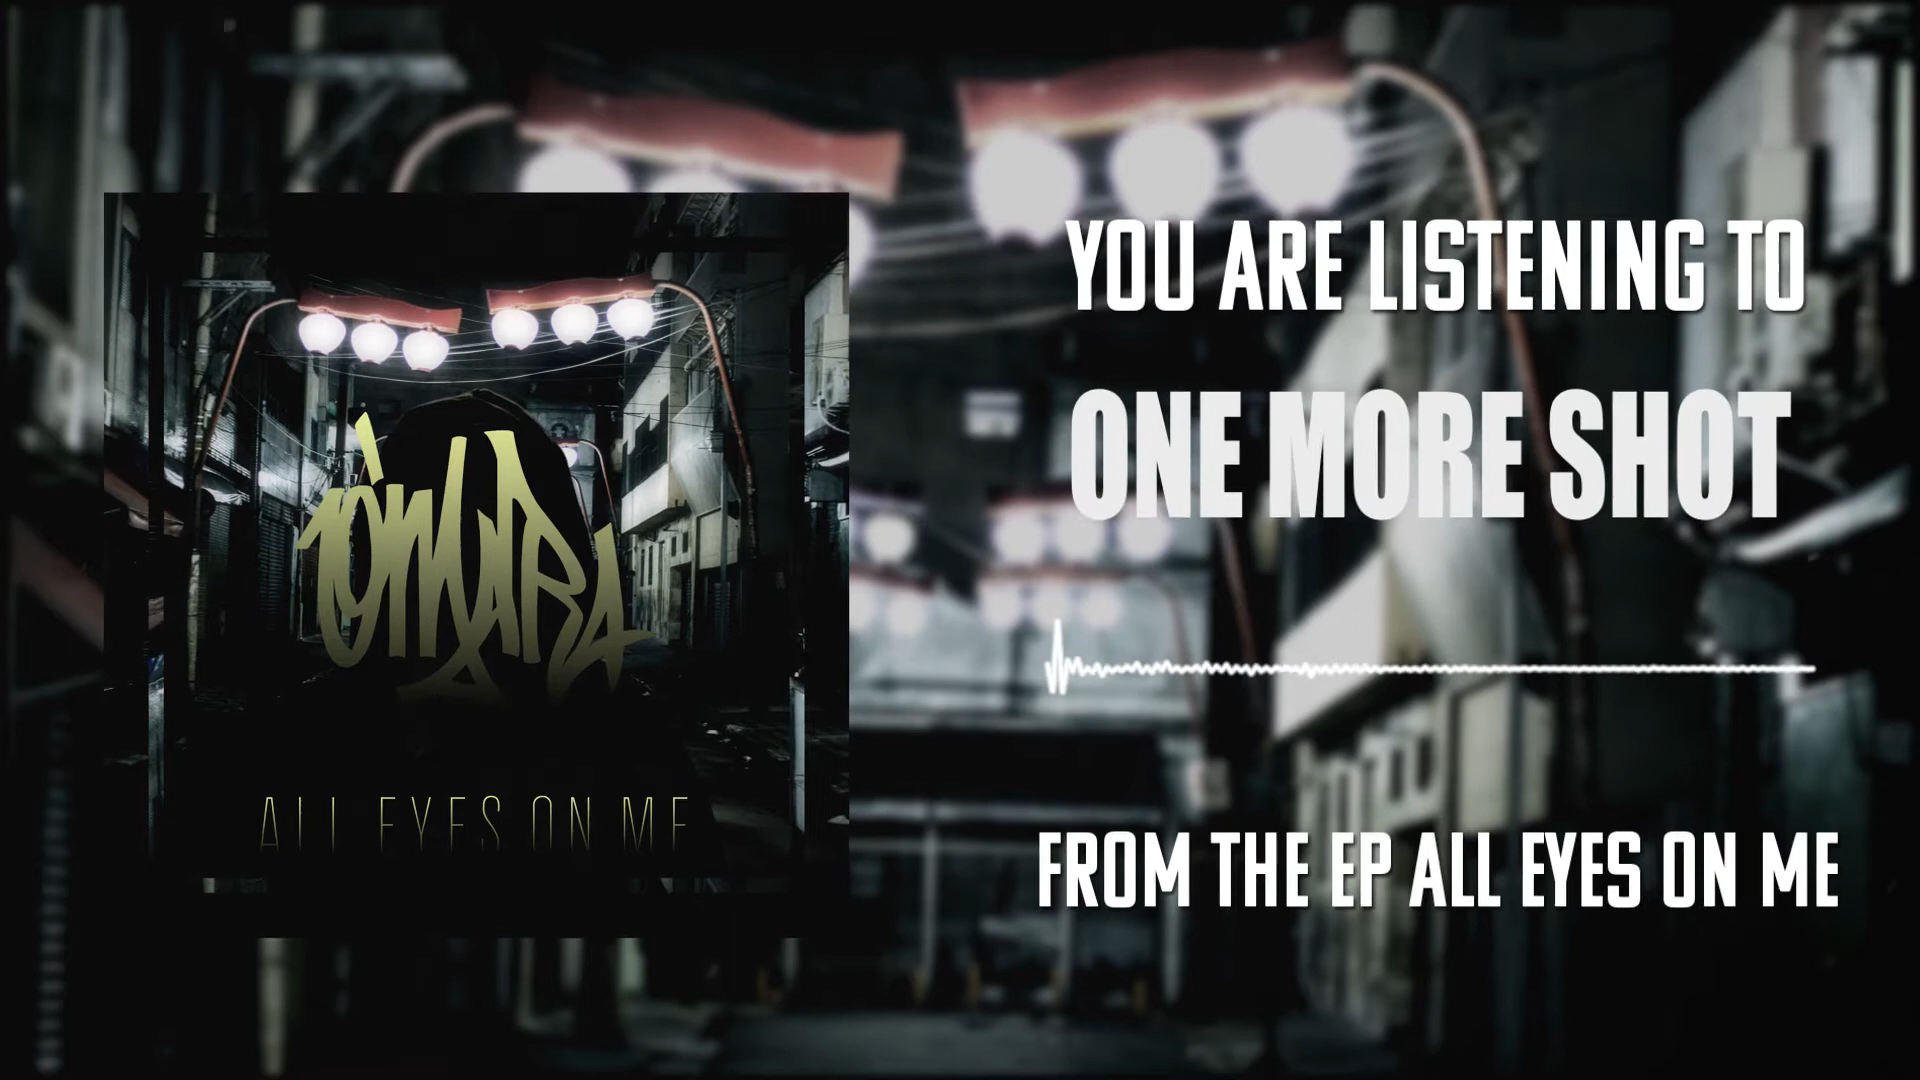 YOU ARE LISTENING TO
ONE MORE SHOT
ALL EYES ON ME
FROM THE EP ALL EYES ON ME